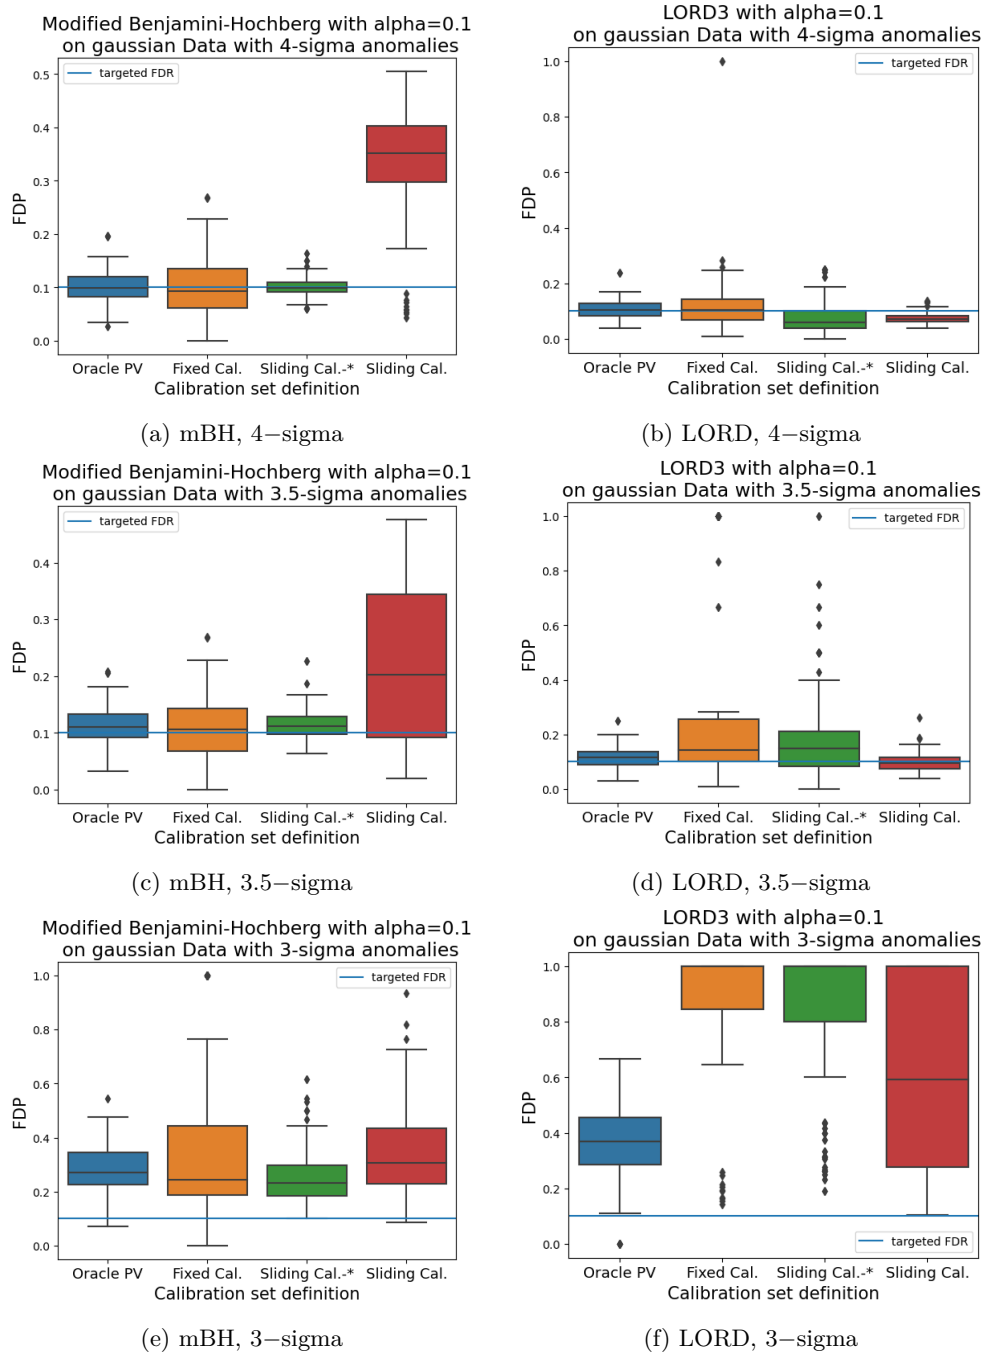 Modified Benjamini-Hochberg with alpha=0.1
on gaussian Data with 4-sigma anomalies
targeted FDR
0.5
0.4
0.3
0.2
0.1
0.0
FDP
Oracle PV Fixed Cal. Sliding Cal.-* Sliding Cal.
Calibration set definition
(a) mBH, 4−sigma
LORD3 with alpha=0.1
on gaussian Data with 4-sigma anomalies
targeted FDR
1.0
0.8
0.6
0.4
0.2
0.0
FDP
Oracle PV Fixed Cal. Sliding Cal.-* Sliding Cal.
Calibration set definition
(b) LORD, 4−sigma
Modified Benjamini-Hochberg with alpha=0.1
on gaussian Data with 3.5-sigma anomalies
targeted FDR
0.4
0.3
0.2
0.1
0.0
FDP
Oracle PV Fixed Cal. Sliding Cal.-* Sliding Cal.
Calibration set definition
(c) mBH, 3.5−sigma
LORD3 with alpha=0.1
on gaussian Data with 3.5-sigma anomalies
targeted FDR
1.0
0.8
0.6
0.4
0.2
0.0
FDP
Oracle PV Fixed Cal. Sliding Cal.-* Sliding Cal.
Calibration set definition
(d) LORD, 3.5−sigma
Modified Benjamini-Hochberg with alpha=0.1
on gaussian Data with 3-sigma anomalies
targeted FDR
1.0
0.8
0.6
0.4
0.2
0.0
FDP
Oracle PV Fixed Cal. Sliding Cal.-* Sliding Cal.
Calibration set definition
(e) mBH, 3−sigma
LORD3 with alpha=0.1
on gaussian Data with 3-sigma anomalies
1.0
0.8
0.6
0.4
0.2
0.0
FDP
targeted FDR
Oracle PV Fixed Cal. Sliding Cal.-* Sliding Cal.
Calibration set definition
(f) LORD, 3−sigma